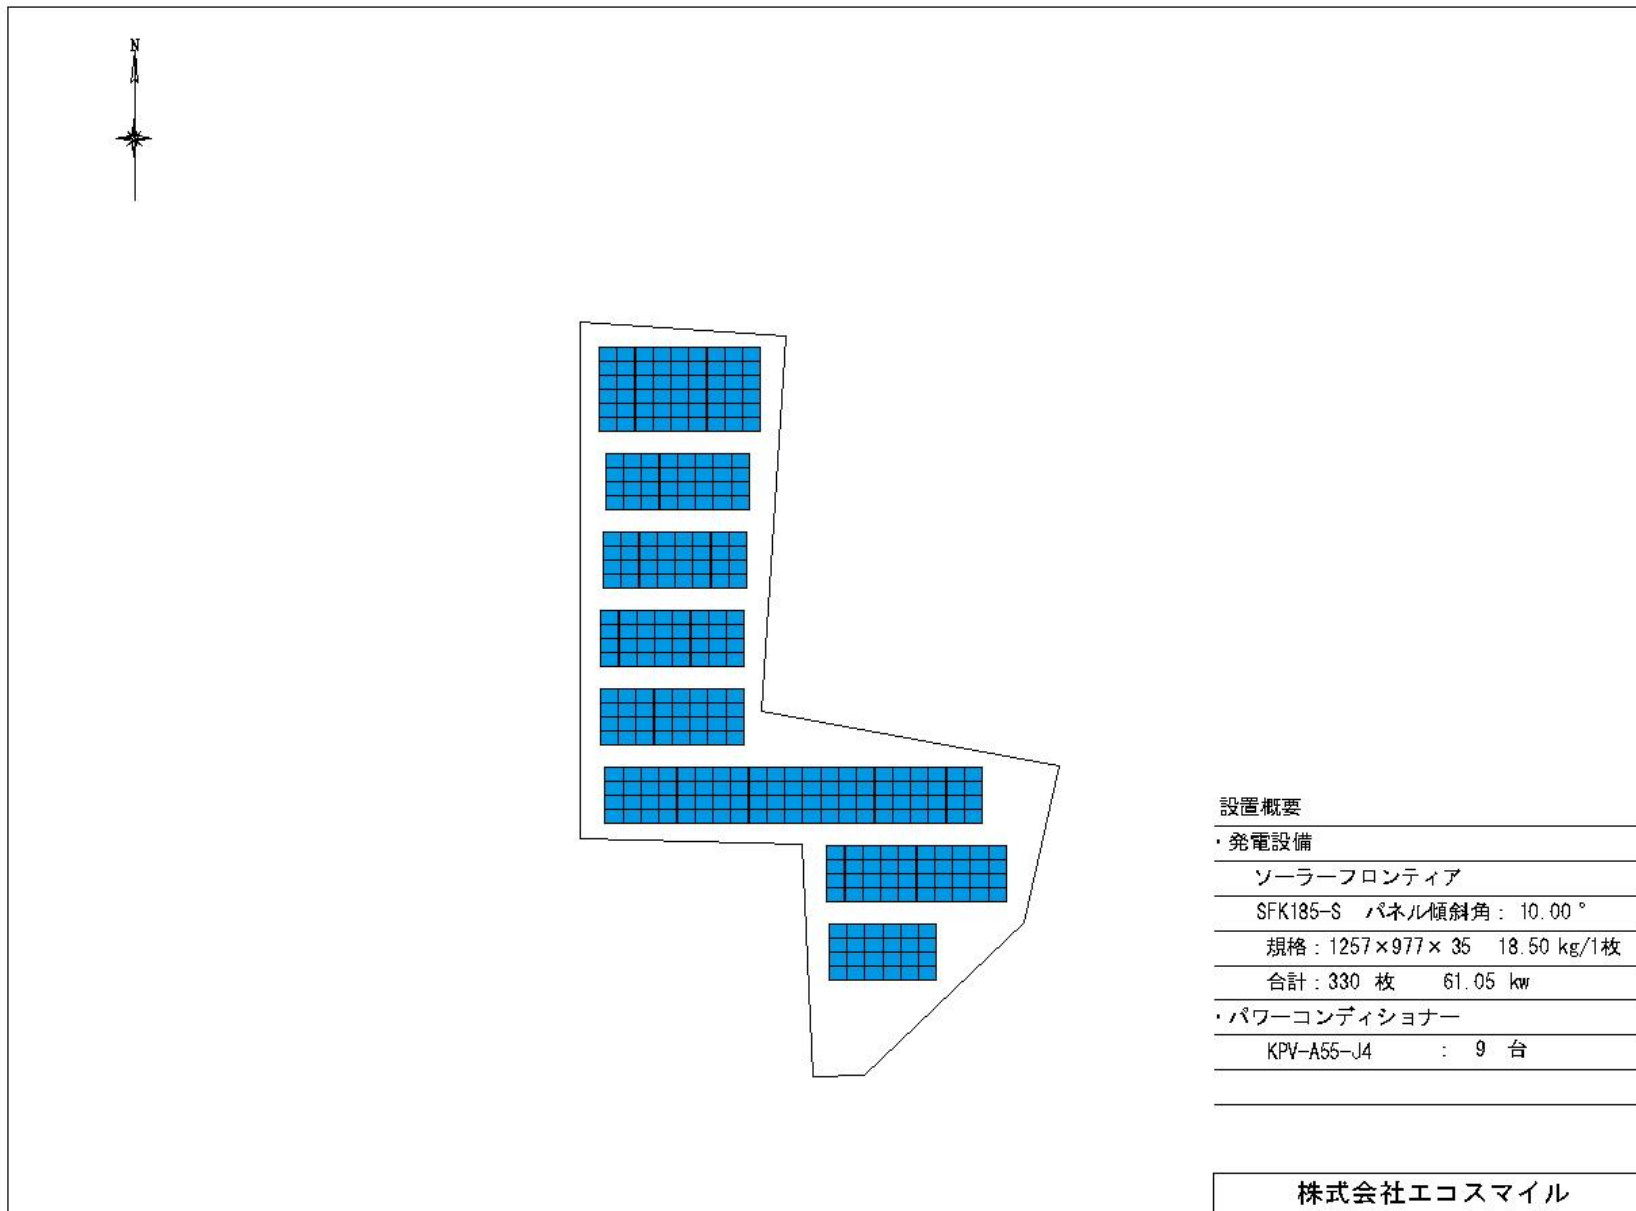 N
設置概要
・発電設備
ソーラーフロンティア
SFK185-S パネル傾斜角： 10.00°
規格：1257×977× 35 18.50 kg/1枚
合計：330 枚 61.05 kw
・パワーコンディショナー
KPV-A55-J4 ： 9 台
株式会社エコスマイル